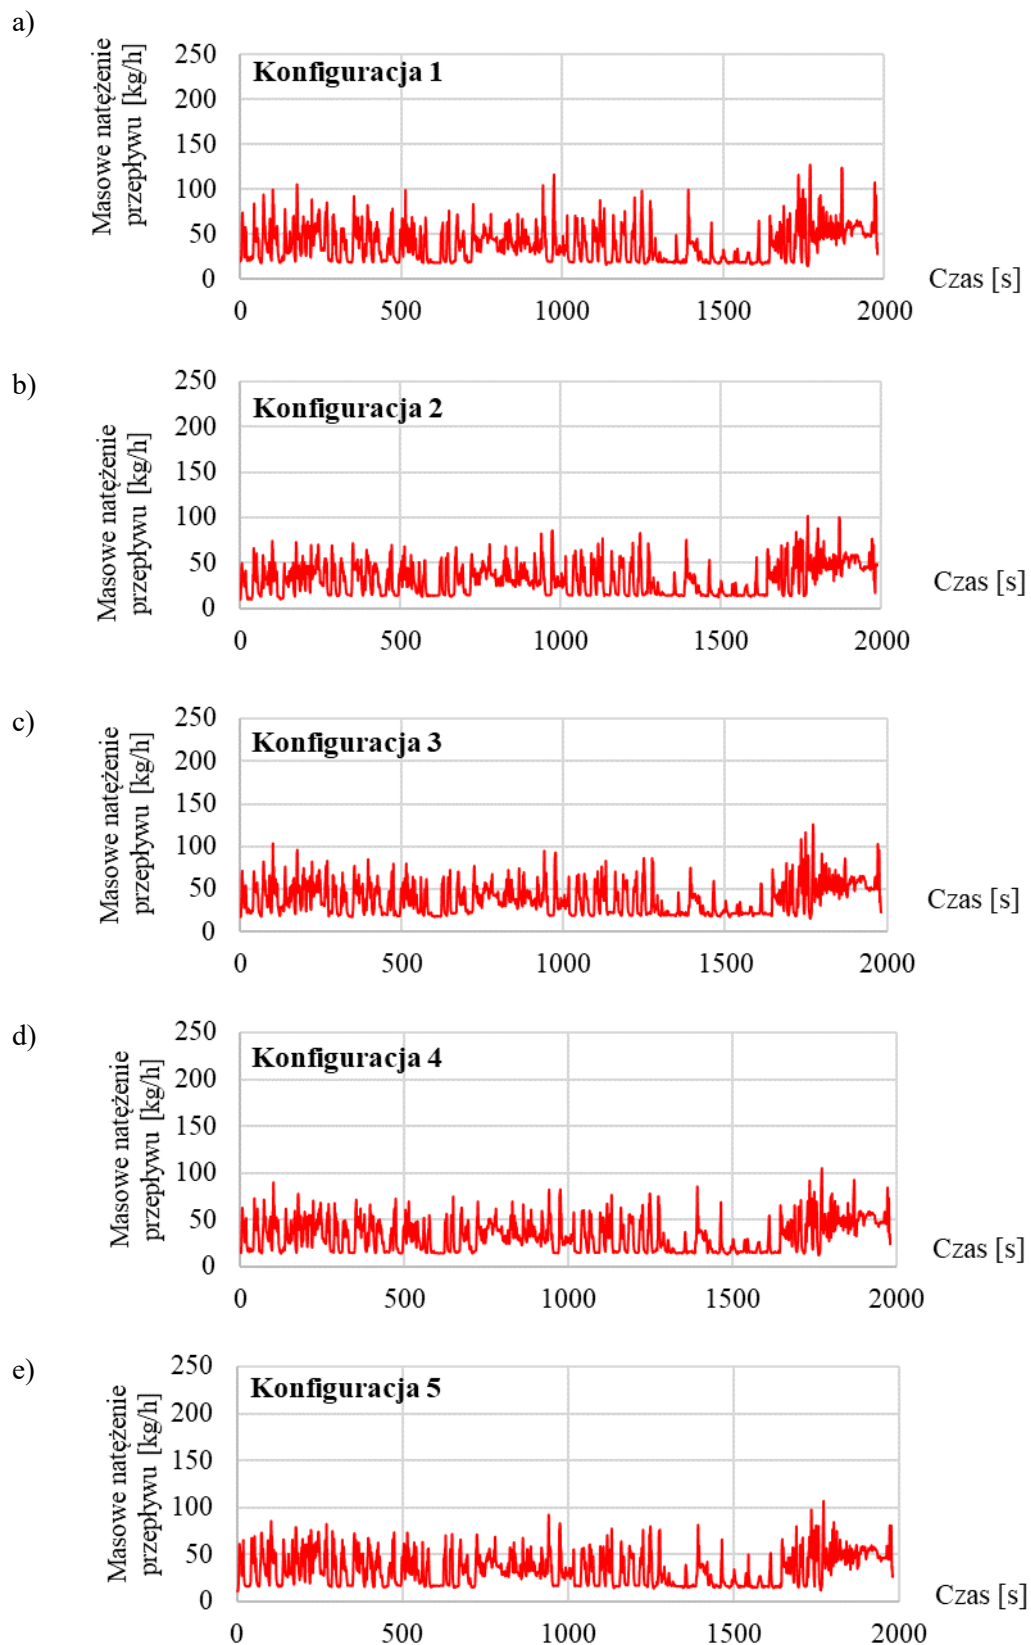 a)
Masowe natężenie
przepływu [kg/h]
250
200
150
100
50
0
Konfiguracja 1
0 500 1000 1500 2000
Czas [s]
b)
Masowe natężenie
przepływu [kg/h]
250
200
150
100
50
0
Konfiguracja 2
0 500 1000 1500 2000
Czas [s]
c)
Masowe natężenie
przepływu [kg/h]
250
200
150
100
50
0
Konfiguracja 3
0 500 1000 1500 2000
Czas [s]
d)
Masowe natężenie
przepływu [kg/h]
250
200
150
100
50
0
Konfiguracja 4
0 500 1000 1500 2000
Czas [s]
e)
Masowe natężenie
przepływu [kg/h]
250
200
150
100
50
0
Konfiguracja 5
0 500 1000 1500 2000
Czas [s]